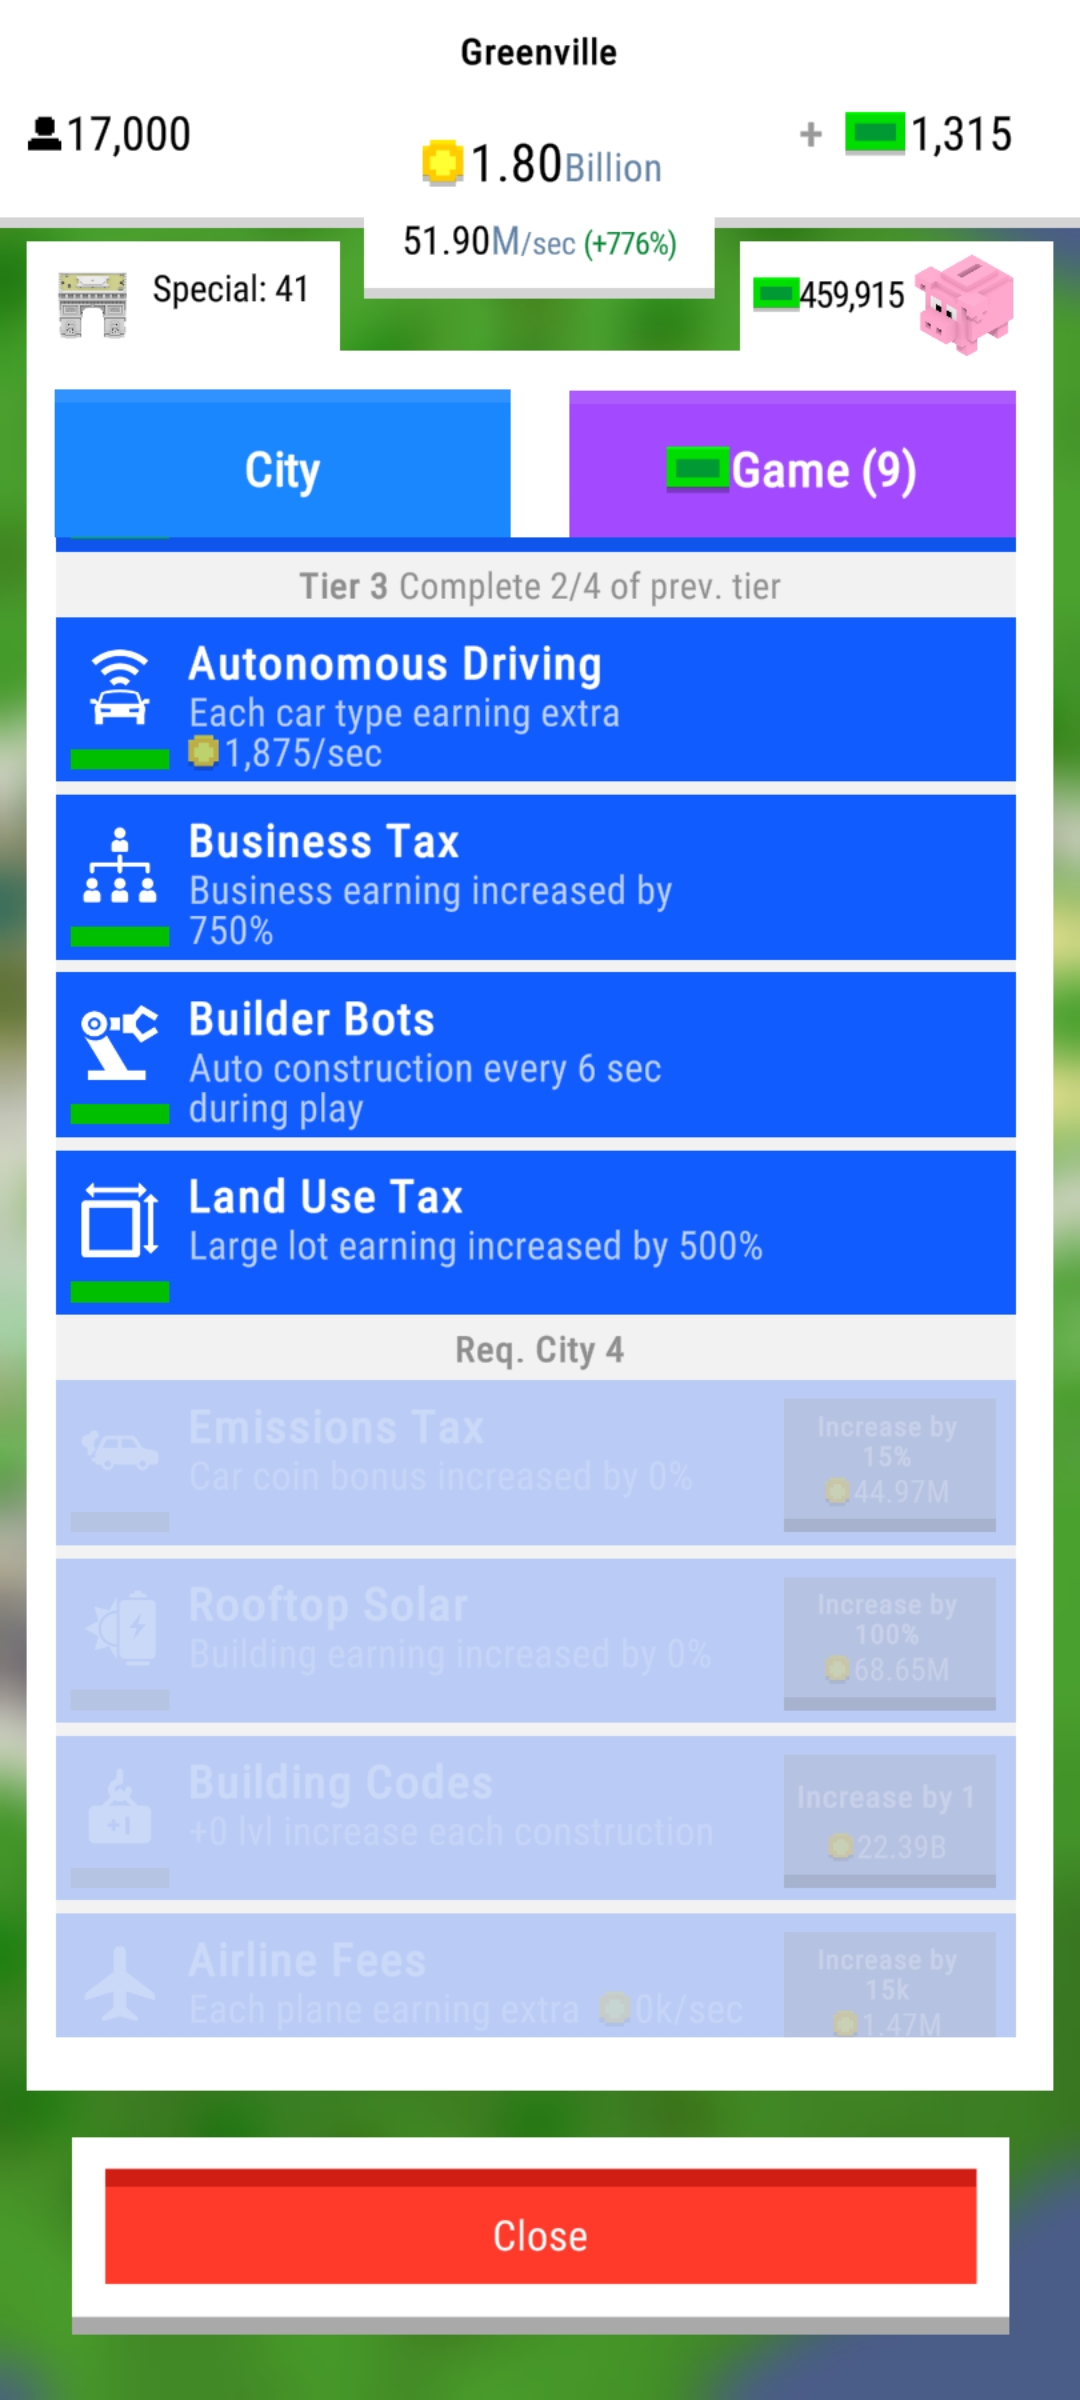 Greenville
17,000
1.80Billion
+ 1,315
51.90M/sec (+776%)
Special: 41
459,915
City
Game (9)
Tier 3 Complete 2/4 of prev. tier
Autonomous Driving
Each car type earning extra
1,875/sec
Business Tax
Business earning increased by
750%
Builder Bots
Auto construction every 6 sec
during play
Land Use Tax
Large lot earning increased by 500%
Req. City 4
Emissions Tax
Car coin bonus increased by 0%
Increase by
15%
44.97M
Rooftop Solar
Building earning increased by 0%
Increase by
100%
68.65M
Building Codes
+1
+0 lvl increase each construction
Increase by 1
22.39B
Airline Fees
Each plane earning extra 0k/sec
Increase by
15k
1.47M
Close